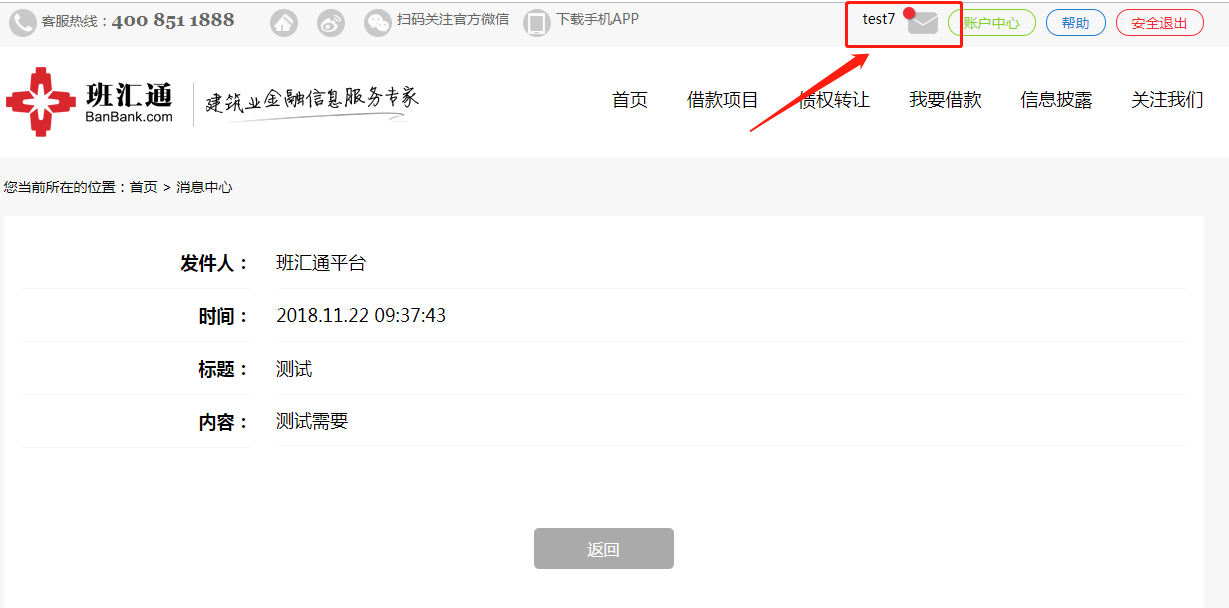 客服热线：400 851 1888 扫码关注官方微信 下载手机APP test7 账户中心 帮助 安全退出
班汇通 建筑业金融信息服务专家
BanBank.com
首页 借款项目 债权转让 我要借款 信息披露 关注我们
您当前所在的位置：首页 > 消息中心
发件人： 班汇通平台
时间： 2018.11.22 09:37:43
标题： 测试
内容： 测试需要
返回